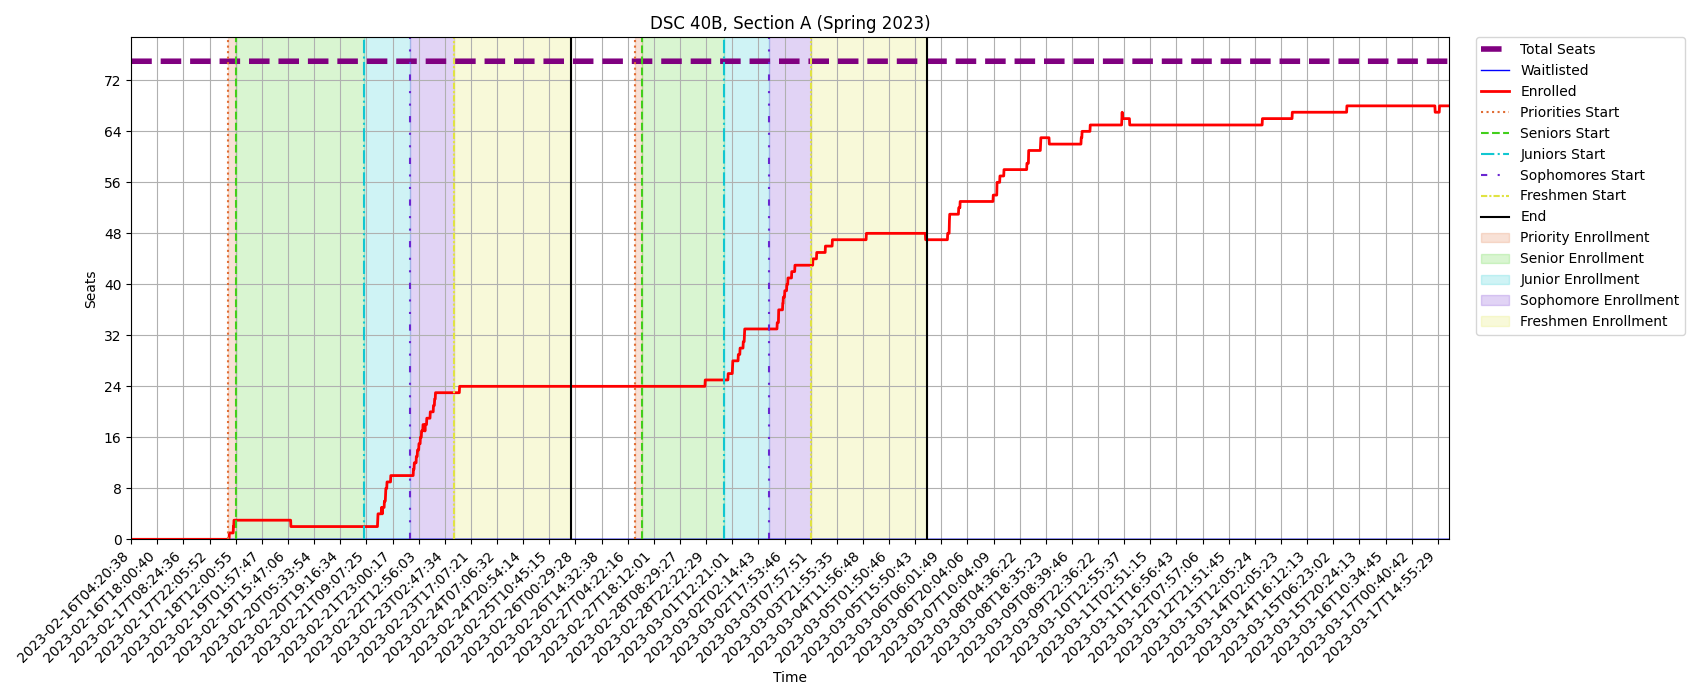 DSC 40B, Section A (Spring 2023)
Seats
72
64
56
48
40
32
24
16
8
0
2023-02-16T04:20:38
2023-02-16T18:00:40
2023-02-17T08:24:36
2023-02-17T22:05:52
2023-02-18T12:00:55
2023-02-19T01:57:47
2023-02-19T15:47:06
2023-02-20T05:33:54
2023-02-20T19:16:34
2023-02-21T09:07:25
2023-02-21T23:00:17
2023-02-22T12:56:03
2023-02-23T02:47:34
2023-02-23T17:07:21
2023-02-24T07:06:32
2023-02-24T20:54:14
2023-02-25T10:45:15
2023-02-26T00:29:28
2023-02-26T14:32:38
2023-02-27T04:22:16
2023-02-27T18:12:01
2023-02-28T08:29:27
2023-02-28T22:22:29
2023-03-01T12:21:01
2023-03-02T02:14:43
2023-03-02T17:53:46
2023-03-03T07:57:51
2023-03-03T21:55:35
2023-03-04T11:56:48
2023-03-05T01:50:46
2023-03-05T15:50:43
2023-03-06T06:01:49
2023-03-06T20:04:06
2023-03-07T10:04:09
2023-03-08T04:36:22
2023-03-08T18:35:23
2023-03-09T08:39:46
2023-03-09T22:36:22
2023-03-10T12:55:37
2023-03-11T02:51:15
2023-03-11T16:56:43
2023-03-12T07:57:06
2023-03-12T21:51:45
2023-03-13T12:05:24
2023-03-14T02:05:23
2023-03-14T16:12:13
2023-03-15T06:23:02
2023-03-15T20:24:13
2023-03-16T10:34:45
2023-03-17T00:40:42
2023-03-17T14:55:29
Time
Total Seats
Waitlisted
Enrolled
Priorities Start
Seniors Start
Juniors Start
Sophomores Start
Freshmen Start
End
Priority Enrollment
Senior Enrollment
Junior Enrollment
Sophomore Enrollment
Freshmen Enrollment